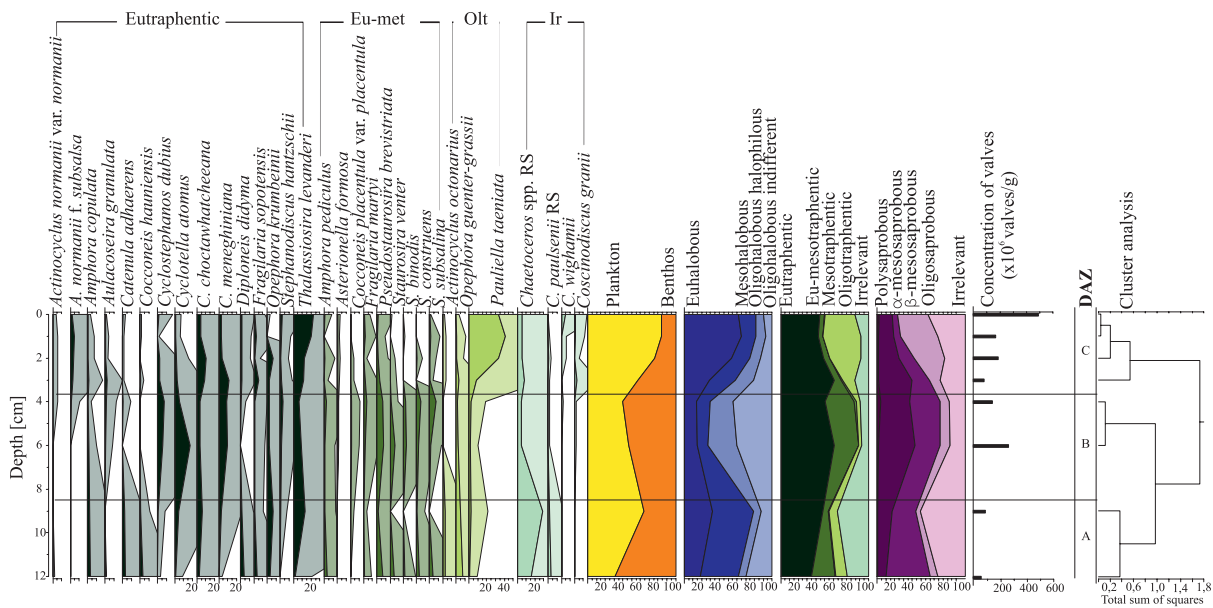 Eutraphentic
Eu-met
Olt
Ir
Actinocyclus normanii var. normanii
A. normanii f. subsalsa
Amphora copulata
Aulacoseira granulata
Catenula adhaerens
Cocconeis hauniensis
Cyclostephanos dubius
Cyclotella atomus
C. choctawhatcheeana
C. meneghiniana
Diploneis didyma
Fragilaria sopotensis
Opephora krumbeinii
Stephanodiscus hantzschii
Thalassiosira levanderi
Amphora pediculus
Asterionella formosa
Cocconeis placentula var. placentula
Fragilaria martyi
Pseudostaurosira brevistriata
Staurosira venter
S. binodis
S. construens
S. subsalina
Actinocyclus octonarius
Opephora guenter-grassii
Pauliella taeniata
Chaetoceros spp. RS
C. paulsenii RS
C. wighamii
Coscinodiscus granii
Plankton
Benthos
Euhalobous
Mesohalobous
Oligohalobous halophilous
Oligohalobous indifferent
Eutraphentic
Eu-mesotraphentic
Mesotraphentic
Oligotraphentic
Irrelevant
Polysaprobous
α-mesosaprobous
β-mesosaprobous
Oligosaprobous
Irrelevant
Concentration of valves
(x10⁶ valves/g)
DAZ
Cluster analysis
Depth [cm]
0
2
4
6
8
10
12
C
B
A
20
20
20
20
20
20 40
20 40 60 80 100
20 40 60 80 100
20 40 60 80 100
20 40 60 80 100
200 400 600
0,2 0,6 1,0 1,4 1,8
Total sum of squares